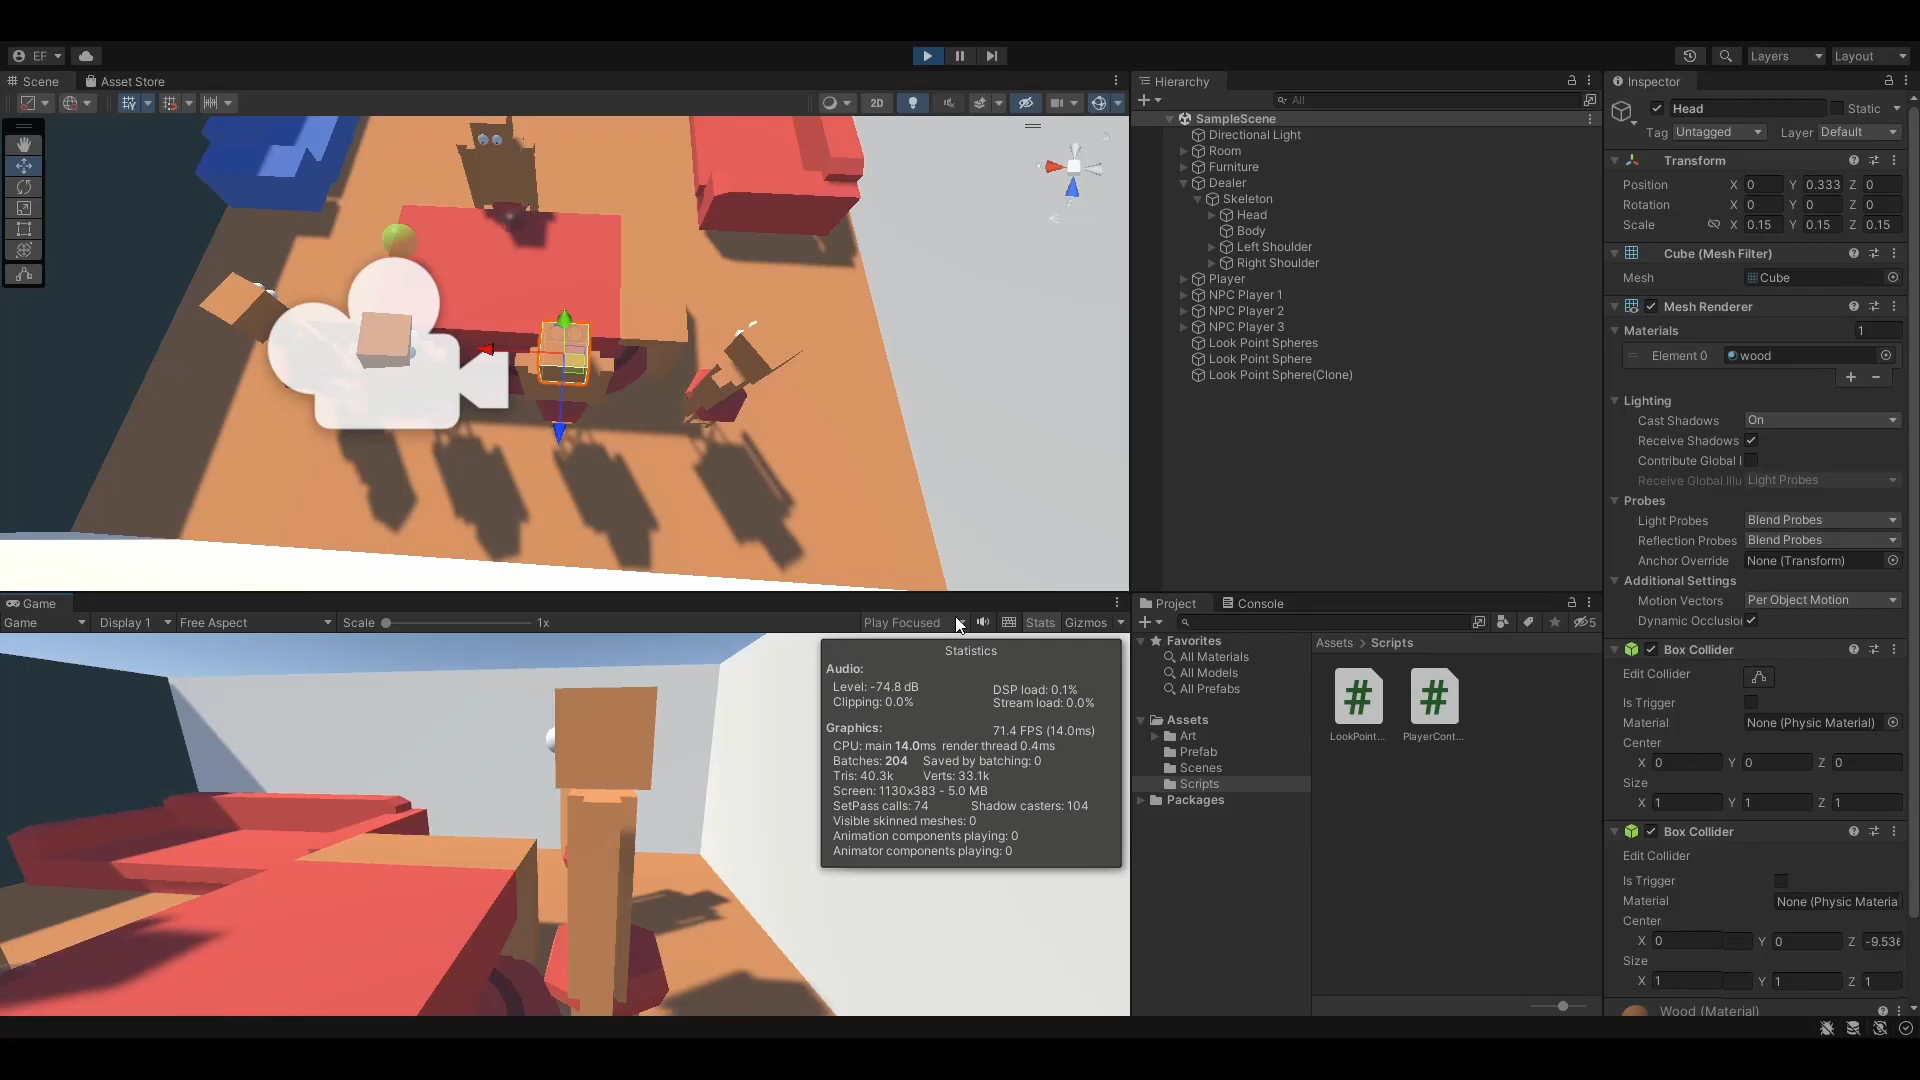 EF
Layers
Layout
Scene
Asset Store
2D
Hierarchy
All
SampleScene
Directional Light
Room
Furniture
Dealer
Skeleton
Head
Body
Left Shoulder
Right Shoulder
Player
NPC Player 1
NPC Player 2
NPC Player 3
Look Point Spheres
Look Point Sphere
Look Point Sphere(Clone)
Inspector
Head
Static
Tag Untagged Layer Default
Transform
Position X 0 Y 0.333 Z 0
Rotation X 0 Y 0 Z 0
Scale X 0.15 Y 0.15 Z 0.15
Cube (Mesh Filter)
Mesh Cube
Mesh Renderer
Materials 1
Element 0 wood
Lighting
Cast Shadows On
Receive Shadows
Contribute Global I
Receive Global Illu Light Probes
Probes
Light Probes Blend Probes
Reflection Probes Blend Probes
Anchor Override None (Transform)
Additional Settings
Motion Vectors Per Object Motion
Dynamic Occlusion
Box Collider
Edit Collider
Is Trigger
Material None (Physic Material)
Center
X 0 Y 0 Z 0
Size
X 1 Y 1 Z 1
Box Collider
Edit Collider
Is Trigger
Material None (Physic Materia
Center
X 0 Y 0 Z -9.536
Size
X 1 Y 1 Z 1
Wood (Material)
Game
Game Display 1 Free Aspect Scale 1x Play Focused Stats Gizmos
Statistics
Audio:
Level: -74.8 dB DSP load: 0.1%
Clipping: 0.0% Stream load: 0.0%
Graphics: 71.4 FPS (14.0ms)
CPU: main 14.0ms render thread 0.4ms
Batches: 204 Saved by batching: 0
Tris: 40.3k Verts: 33.1k
Screen: 1130x383 - 5.0 MB
SetPass calls: 74 Shadow casters: 104
Visible skinned meshes: 0
Animation components playing: 0
Animator components playing: 0
Project
Console
5
Favorites
All Materials
All Models
All Prefabs
Assets
Art
Prefab
Scenes
Scripts
Packages
Assets > Scripts
LookPoint...
PlayerCont...